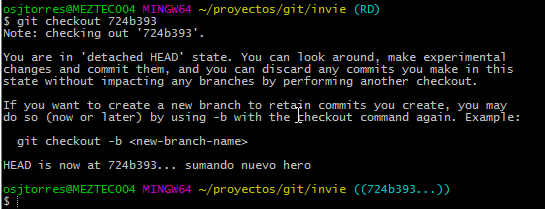 osjtorres@MEZTECO04 MINGW64 ~/proyectos/git/invie (RD)
$ git checkout 724b393
Note: checking out '724b393'.
You are in 'detached HEAD' state. You can look around, make experimental
changes and commit them, and you can discard any commits you make in this
state without impacting any branches by performing another checkout.
If you want to create a new branch to retain commits you create, you may
do so (now or later) by using -b with the checkout command again. Example:
git checkout -b <new-branch-name>
HEAD is now at 724b393... sumando nuevo hero
osjtorres@MEZTECO04 MINGW64 ~/proyectos/git/invie ((724b393...))
$